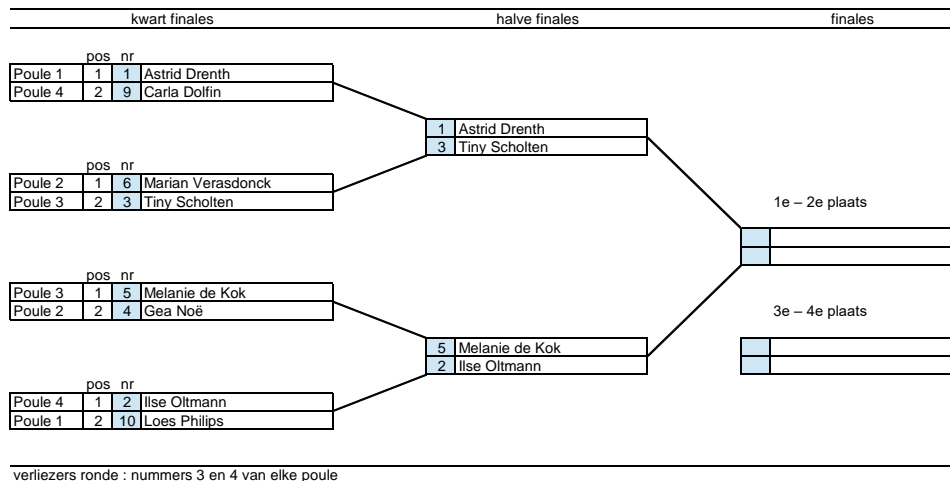 kwart finales halve finales finales
pos nr
Poule 1 1 1 Astrid Drenth
Poule 4 2 9 Carla Dolfin
1 Astrid Drenth
3 Tiny Scholten
pos nr
Poule 2 1 6 Marian Verasdonck
Poule 3 2 3 Tiny Scholten
1e – 2e plaats
pos nr
Poule 3 1 5 Melanie de Kok
Poule 2 2 4 Gea Noë
3e – 4e plaats
5 Melanie de Kok
2 Ilse Oltmann
pos nr
Poule 4 1 2 Ilse Oltmann
Poule 1 2 10 Loes Philips
verliezers ronde : nummers 3 en 4 van elke poule